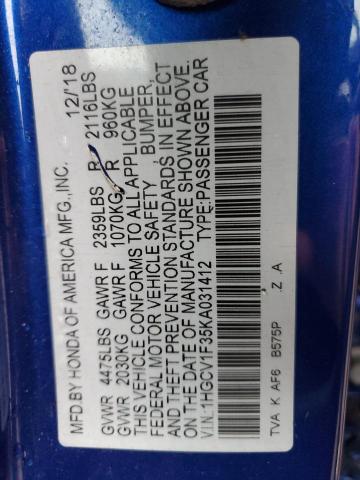 MFD.BY HONDA OF AMERICA MFG.,INC. 12/'18
GVWR 4475LBS GAWR F 2359LBS R 2116LBS
GVWR 2030KG GAWR F 1070KG R 960KG
THIS VEHICLE CONFORMS TO ALL APPLICABLE
FEDERAL MOTOR VEHICLE SAFETY , BUMPER,
AND THEFT PREVENTION STANDARDS IN EFFECT
ON THE DATE OF MANUFACTURE SHOWN ABOVE.
V.I.N.:1HGCV1F35KA031412 TYPE:PASSENGER CAR
TVA K AF6 B575P .Z .A